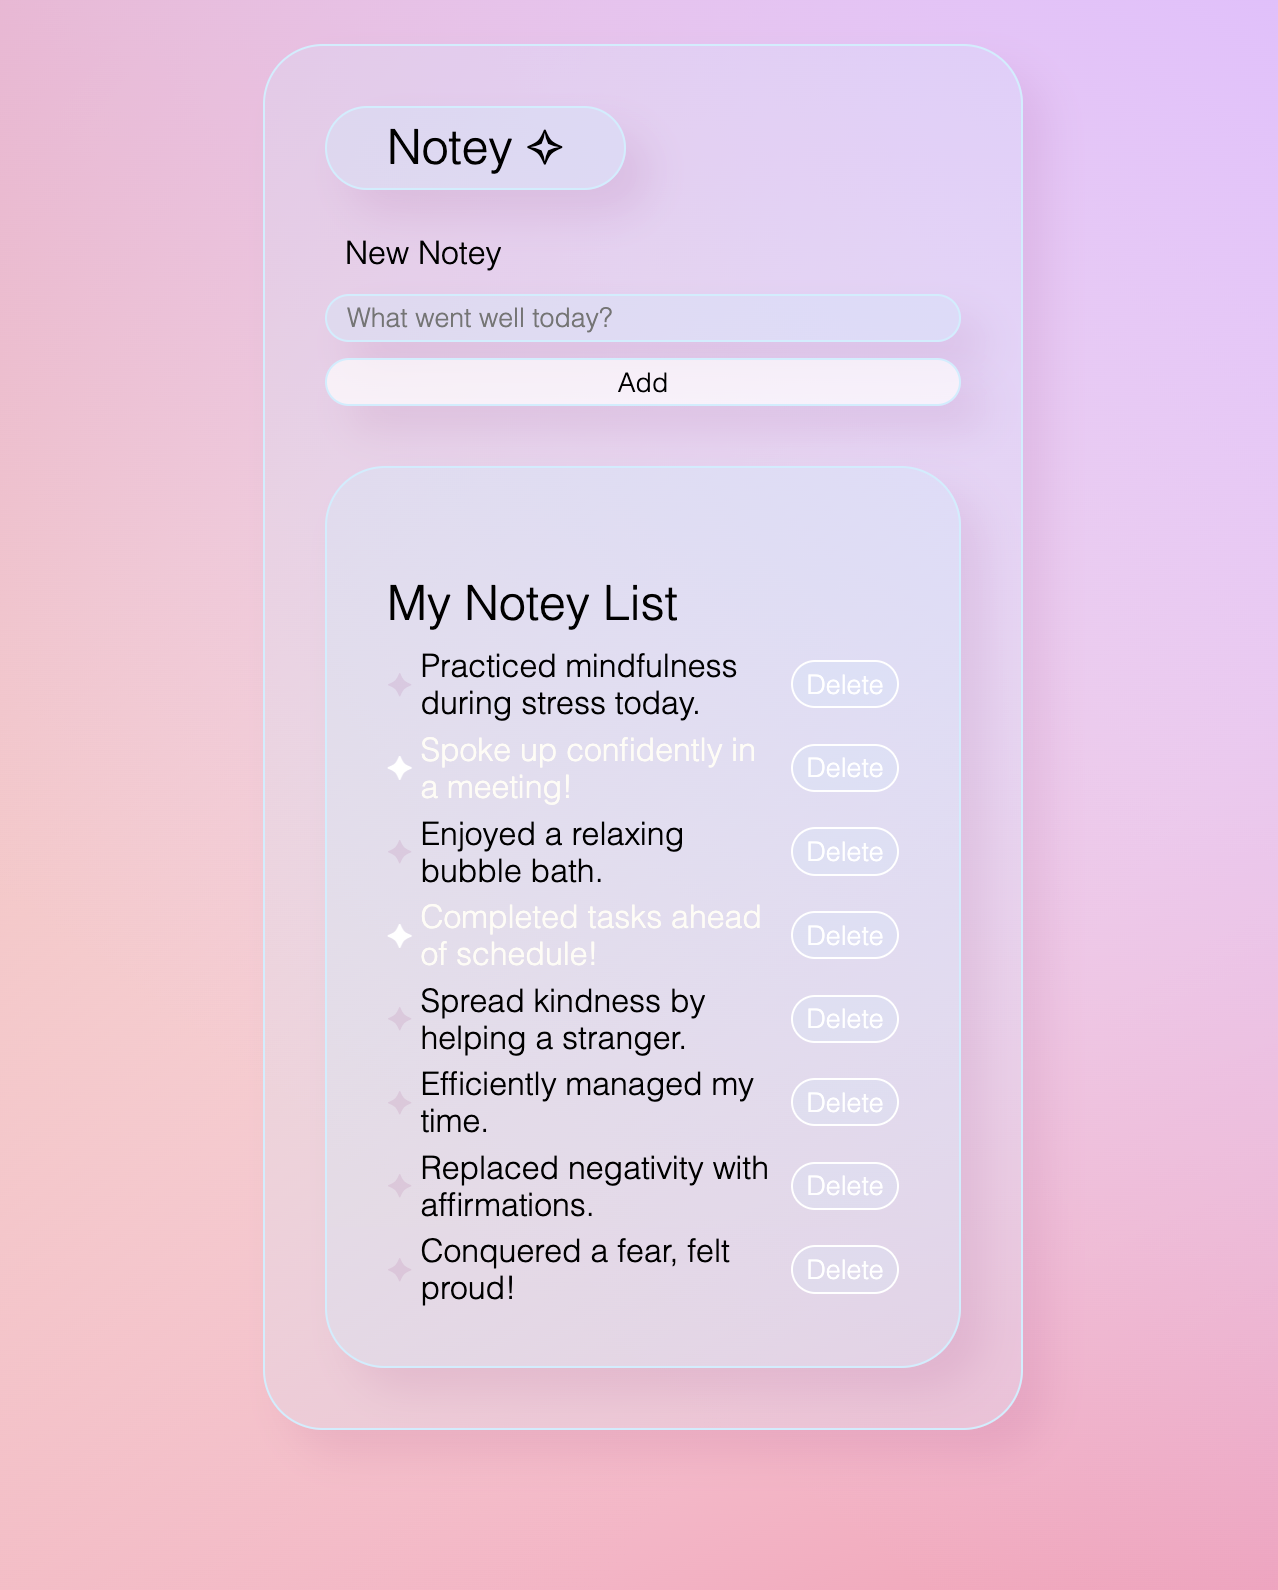 Notey ✧
New Notey
What went well today?
Add
My Notey List
Practiced mindfulness
during stress today.
Delete
Spoke up confidently in
a meeting!
Delete
Enjoyed a relaxing
bubble bath.
Delete
Completed tasks ahead
of schedule!
Delete
Spread kindness by
helping a stranger.
Delete
Efficiently managed my
time.
Delete
Replaced negativity with
affirmations.
Delete
Conquered a fear, felt
proud!
Delete